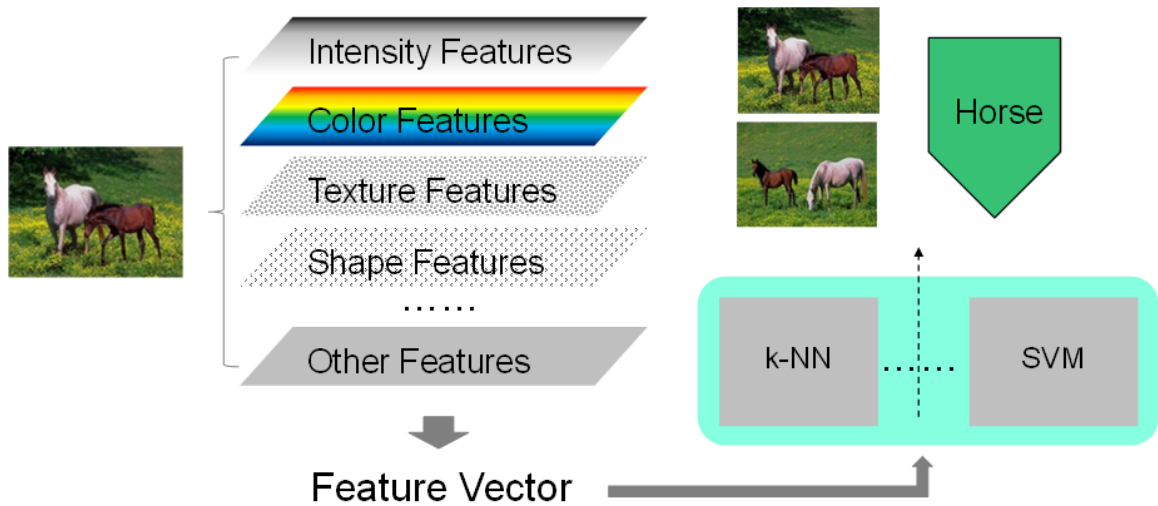 Intensity Features
Color Features
Texture Features
Shape Features
......
Other Features
Feature Vector
Horse
k-NN
......
SVM